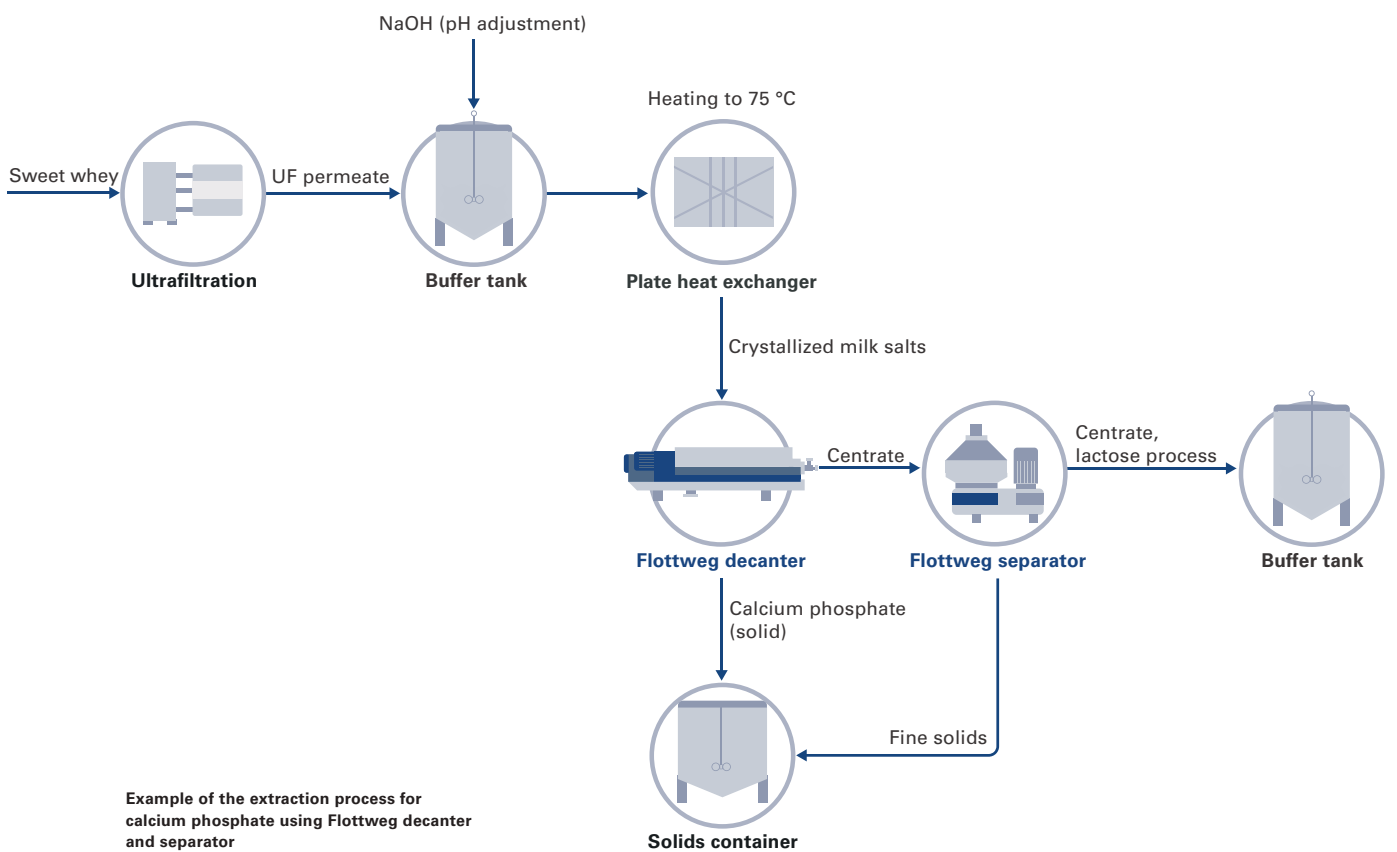 NaOH (pH adjustment)
Heating to 75 °C
Sweet whey
UF permeate
Ultrafiltration
Buffer tank
Plate heat exchanger
Crystallized milk salts
Centrate
Centrate,
lactose process
Flottweg decanter
Flottweg separator
Buffer tank
Calcium phosphate
(solid)
Fine solids
Solids container
Example of the extraction process for
calcium phosphate using Flottweg decanter
and separator